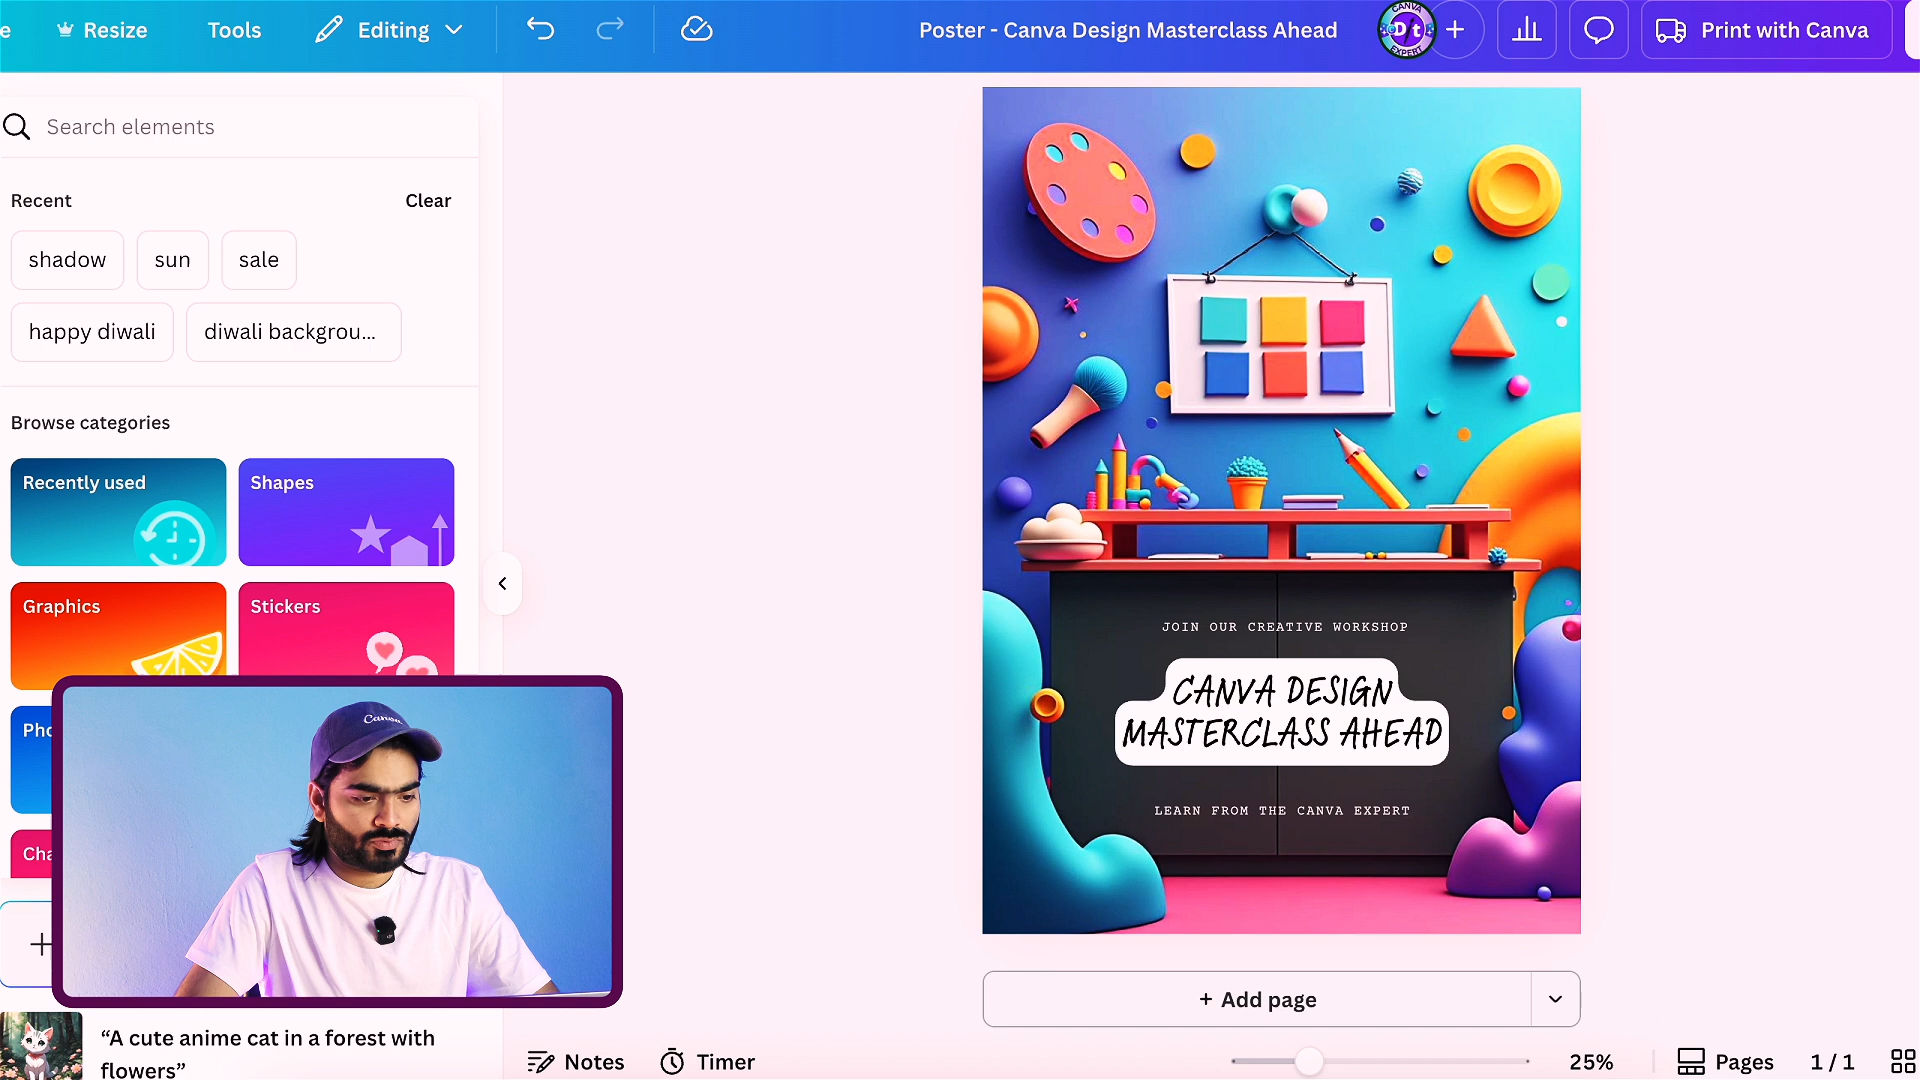 e
Resize
Tools
Editing
Poster - Canva Design Masterclass Ahead
CANVA
D/t
EXPERT
Print with Canva
Search elements
Recent
Clear
shadow
sun
sale
happy diwali
diwali backgrou...
Browse categories
Recently used
Shapes
Graphics
Stickers
Pho
Cha
Canva
“A cute anime cat in a forest with
flowers”
JOIN OUR CREATIVE WORKSHOP
CANVA DESIGN
MASTERCLASS AHEAD
LEARN FROM THE CANVA EXPERT
+ Add page
Notes
Timer
25%
Pages
1 / 1